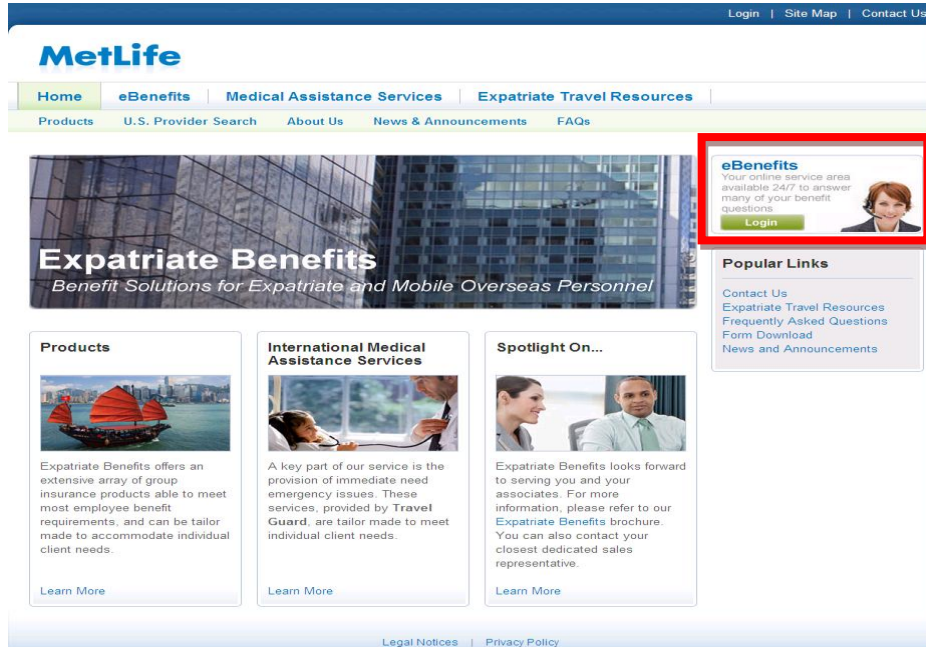 Login | Site Map | Contact Us
MetLife
Home eBenefits Medical Assistance Services Expatriate Travel Resources
Products U.S. Provider Search About Us News & Announcements FAQs
Expatriate Benefits
Benefit Solutions for Expatriate and Mobile Overseas Personnel
eBenefits
Your online service area
available 24/7 to answer
many of your benefit
questions
Login
Popular Links
Contact Us
Expatriate Travel Resources
Frequently Asked Questions
Form Download
News and Announcements
Products
Expatriate Benefits offers an
extensive array of group
insurance products able to meet
most employee benefit
requirements, and can be tailor
made to accommodate individual
client needs.
Learn More
International Medical
Assistance Services
A key part of our service is the
provision of immediate need
emergency issues. These
services, provided by Travel
Guard, are tailor made to meet
individual client needs.
Learn More
Spotlight On...
Expatriate Benefits looks forward
to serving you and your
associates. For more
information, please refer to our
Expatriate Benefits brochure.
You can also contact your
closest dedicated sales
representative.
Learn More
Legal Notices | Privacy Policy